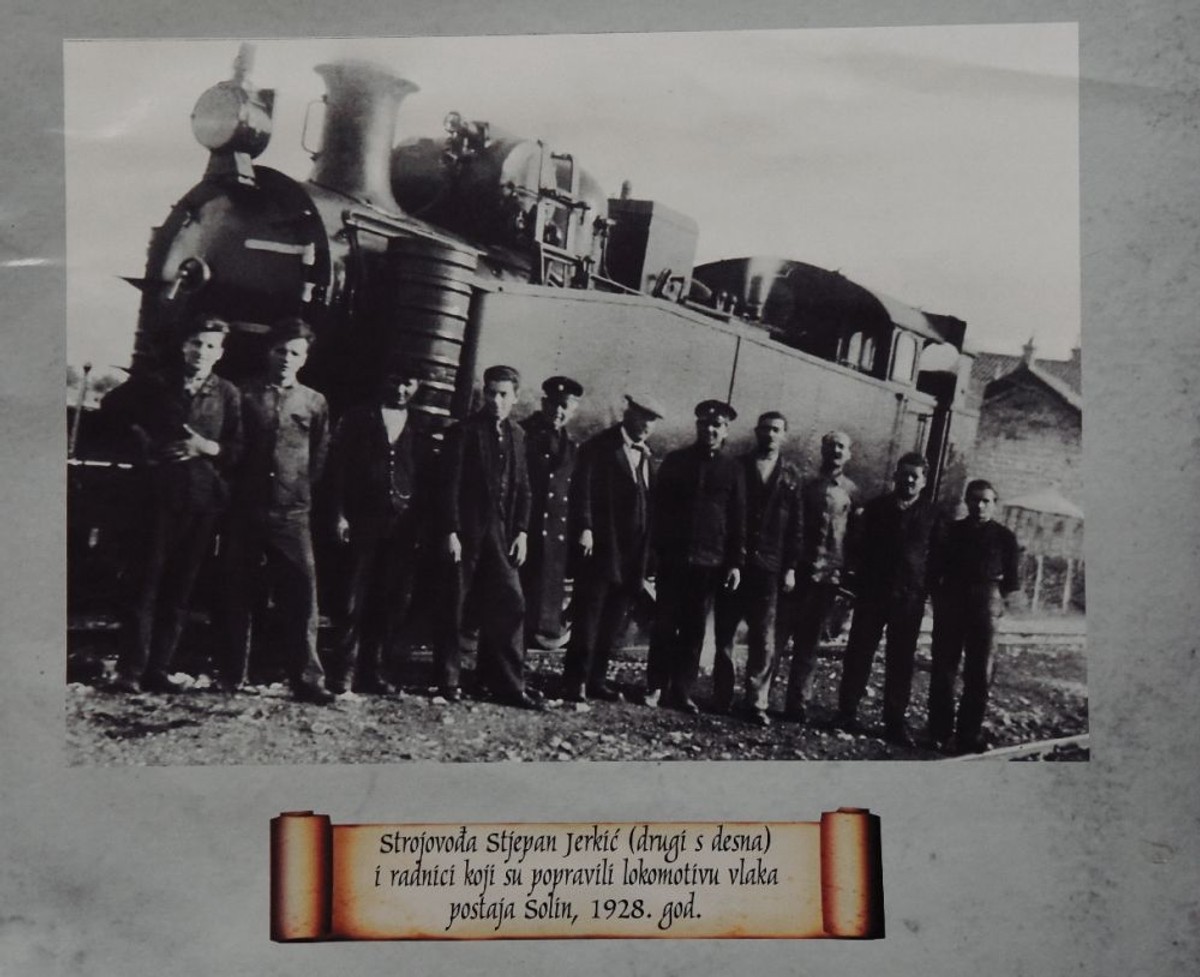 Strojovođa Stjepan Jerkić (drugi s desna)
i radnici koji su popravili lokomotivu vlaka
postaja Solin, 1928. god.